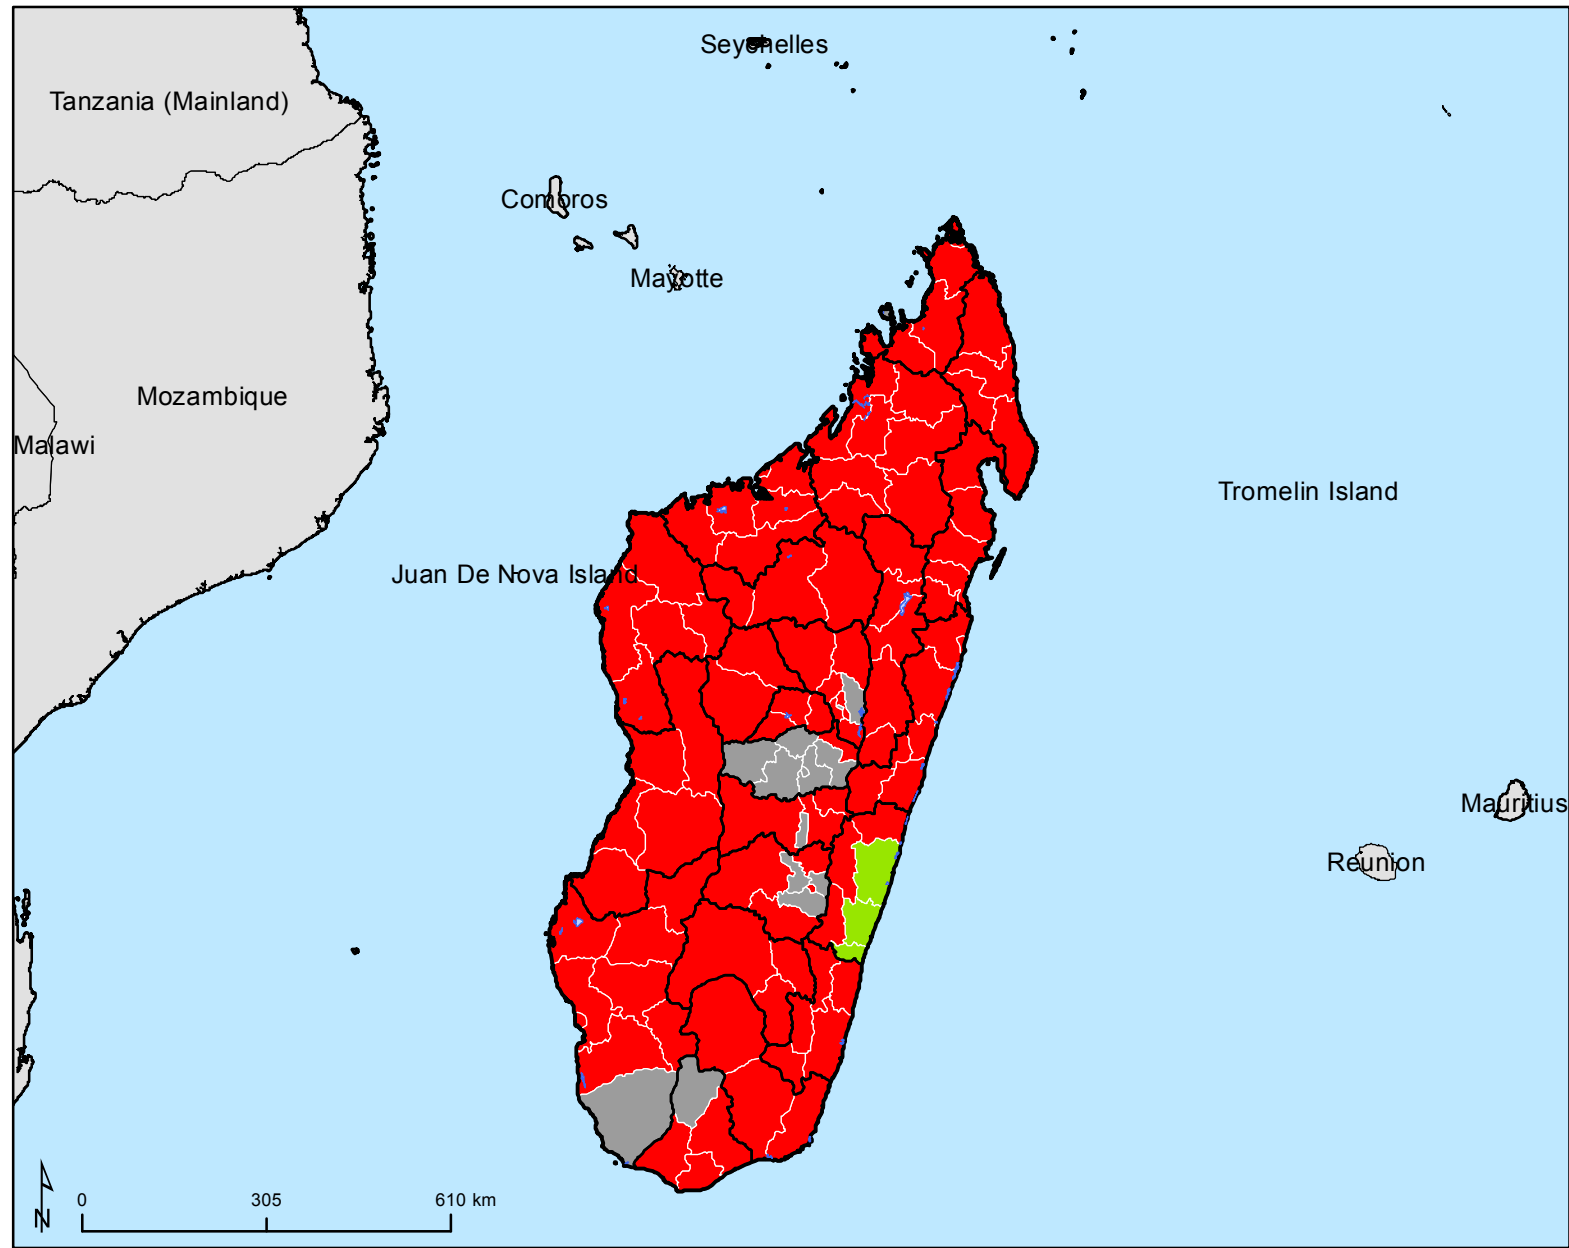 Seychelles
Tanzania (Mainland)
Comoros
Mayotte
Mozambique
Malawi
Tromelin Island
Juan De Nova Island
Mauritius
Reunion
0 305 610 km
N